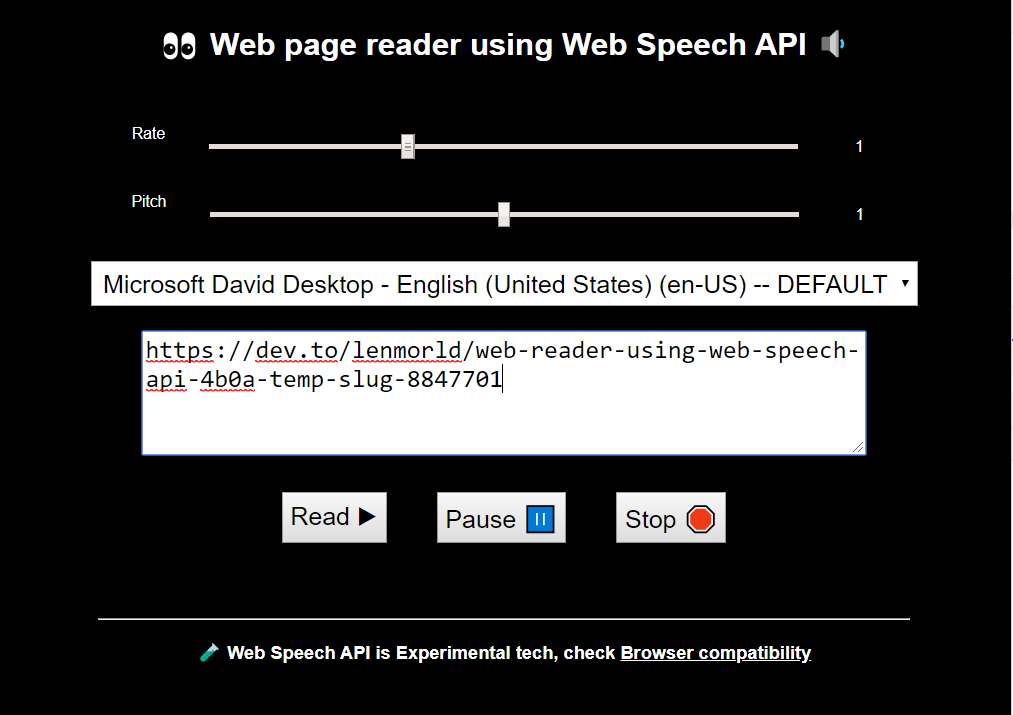 👀 Web page reader using Web Speech API 🔈
Rate
1
Pitch
1
Microsoft David Desktop - English (United States) (en-US) -- DEFAULT
https://dev.to/lenmorld/web-reader-using-web-speech-
api-4b0a-temp-slug-8847701
Read ▶ Pause ⏸ Stop 🛑
🧪 Web Speech API is Experimental tech, check Browser compatibility